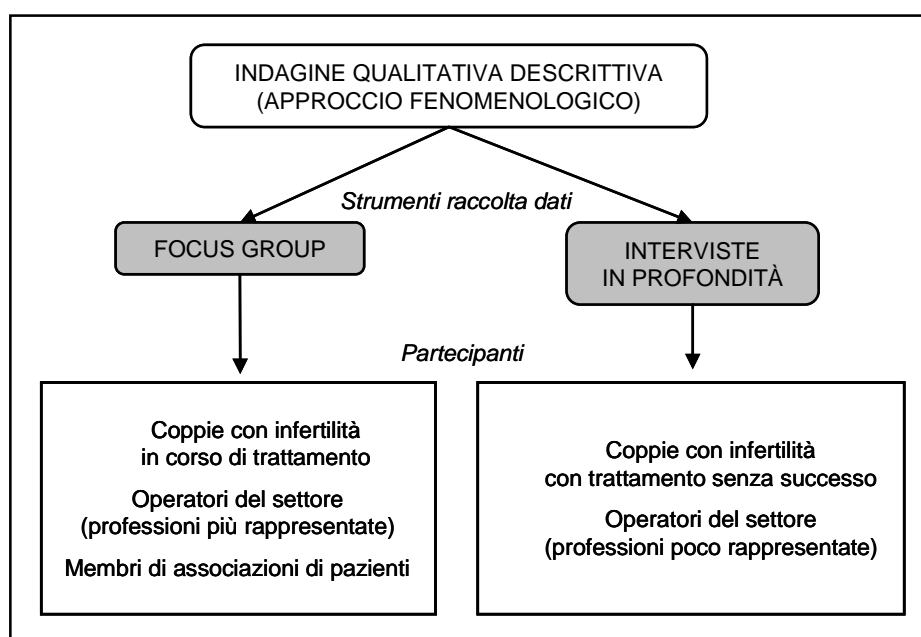 INDAGINE QUALITATIVA DESCRITTIVA
(APPROCCIO FENOMENOLOGICO)
Strumenti raccolta dati
FOCUS GROUP
INTERVISTE
IN PROFONDITÀ
Partecipanti
Coppie con infertilità
in corso di trattamento
Operatori del settore
(professioni più rappresentate)
Membri di associazioni di pazienti
Coppie con infertilità
con trattamento senza successo
Operatori del settore
(professioni poco rappresentate)